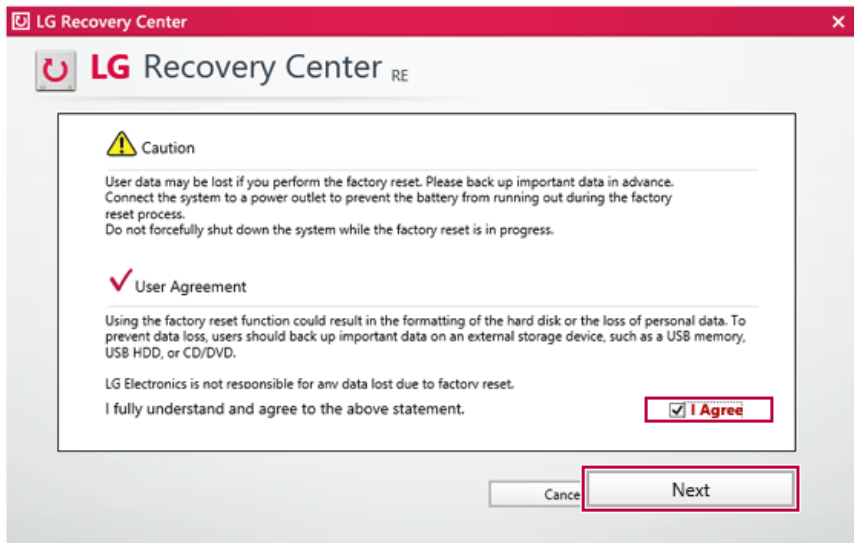 LG Recovery Center
LG Recovery Center RE
Caution
User data may be lost if you perform the factory reset. Please back up important data in advance.
Connect the system to a power outlet to prevent the battery from running out during the factory
reset process.
Do not forcefully shut down the system while the factory reset is in progress.
User Agreement
Using the factory reset function could result in the formatting of the hard disk or the loss of personal data. To
prevent data loss, users should back up important data on an external storage device, such as a USB memory,
USB HDD, or CD/DVD.
LG Electronics is not responsible for any data lost due to factory reset.
I fully understand and agree to the above statement.
I Agree
Cance
Next